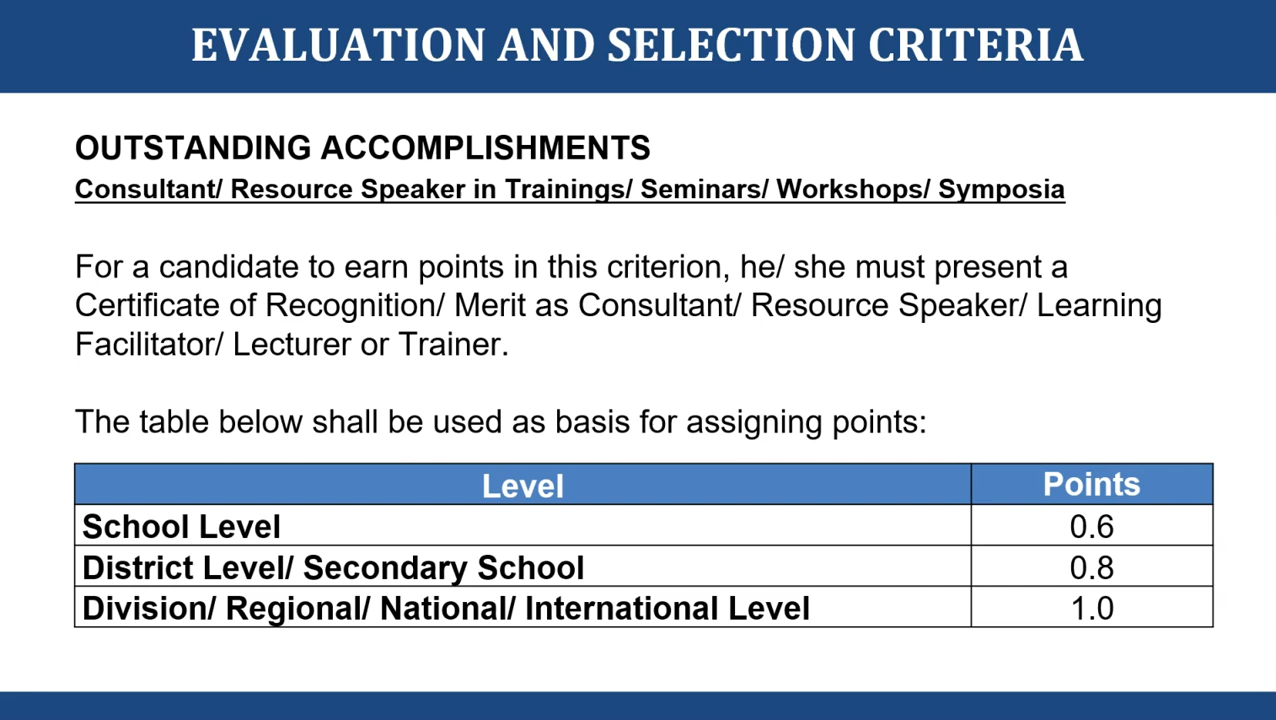 EVALUATION AND SELECTION CRITERIA
OUTSTANDING ACCOMPLISHMENTS
Consultant/ Resource Speaker in Trainings/ Seminars/ Workshops/ Symposia
For a candidate to earn points in this criterion, he/ she must present a
Certificate of Recognition/ Merit as Consultant/ Resource Speaker/ Learning
Facilitator/ Lecturer or Trainer.
The table below shall be used as basis for assigning points:
Level Points
School Level 0.6
District Level/ Secondary School 0.8
Division/ Regional/ National/ International Level 1.0